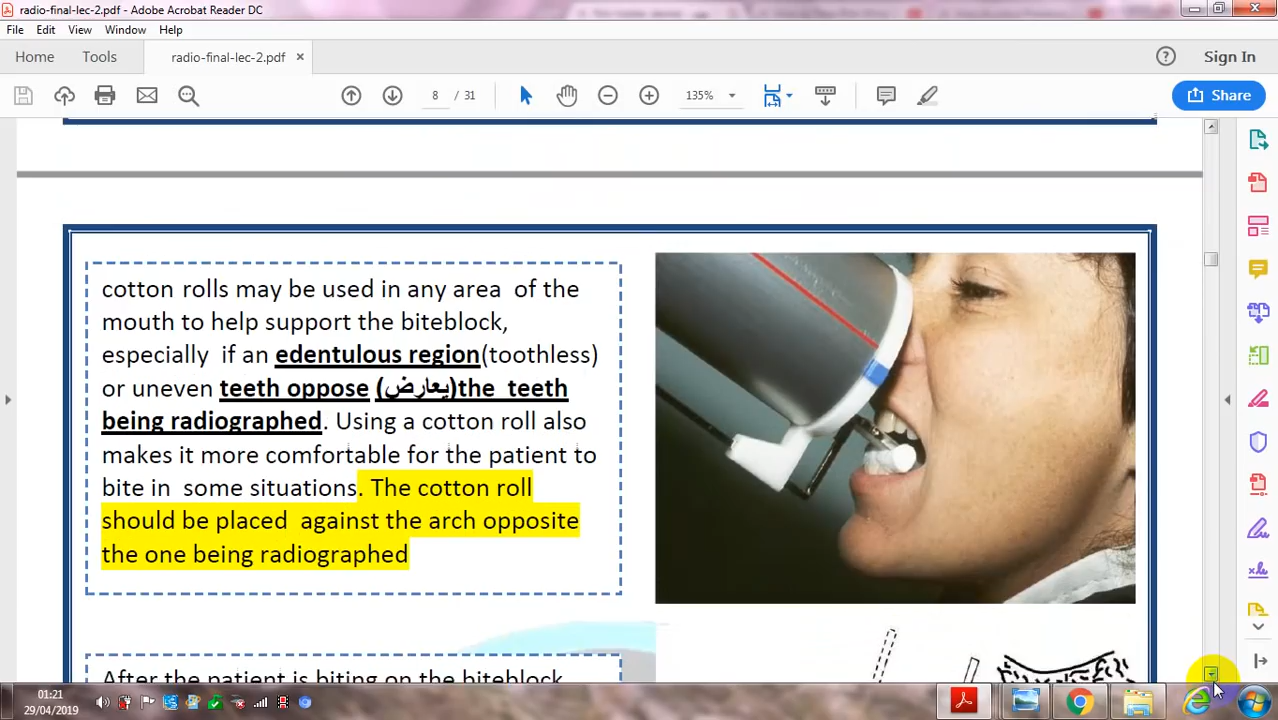 radio-final-lec-2.pdf - Adobe Acrobat Reader DC
File Edit View Window Help
Home Tools radio-final-lec-2.pdf × Sign In
8 / 31 135% Share
cotton rolls may be used in any area of the
mouth to help support the biteblock,
especially if an edentulous region(toothless)
or uneven teeth oppose (يعارض)the teeth
being radiographed. Using a cotton roll also
makes it more comfortable for the patient to
bite in some situations. The cotton roll
should be placed against the arch opposite
the one being radiographed
After the patient is biting on the biteblock
01:21
29/04/2019